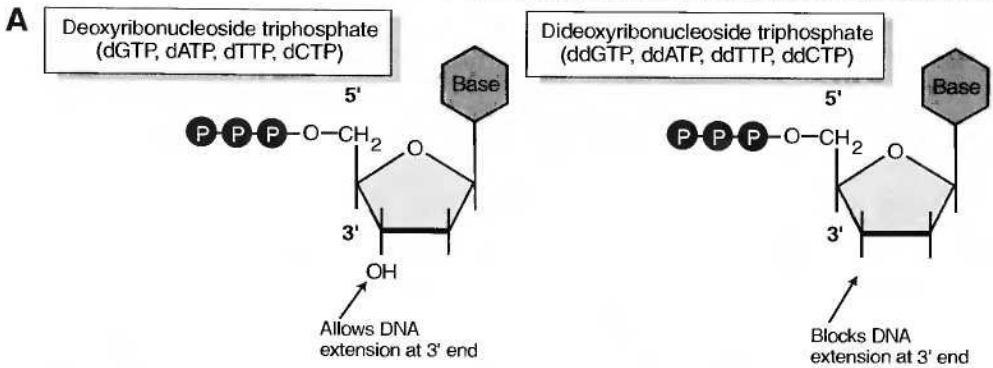 A
Deoxyribonucleoside triphosphate
(dGTP, dATP, dTTP, dCTP)
Base
5'
P P P O CH2
O
3'
OH
Allows DNA
extension at 3' end
Dideoxyribonucleoside triphosphate
(ddGTP, ddATP, ddTTP, ddCTP)
Base
5'
P P P O CH2
O
3'
Blocks DNA
extension at 3' end